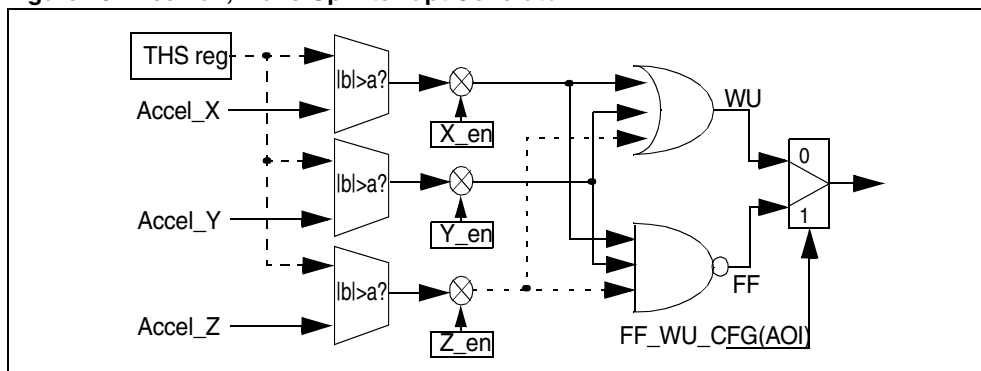 THS reg
|b|>a?
Accel_X
X_en
WU
0
|b|>a?
Accel_Y
Y_en
1
|b|>a?
FF
Accel_Z
Z_en
FF_WU_CFG(AOI)